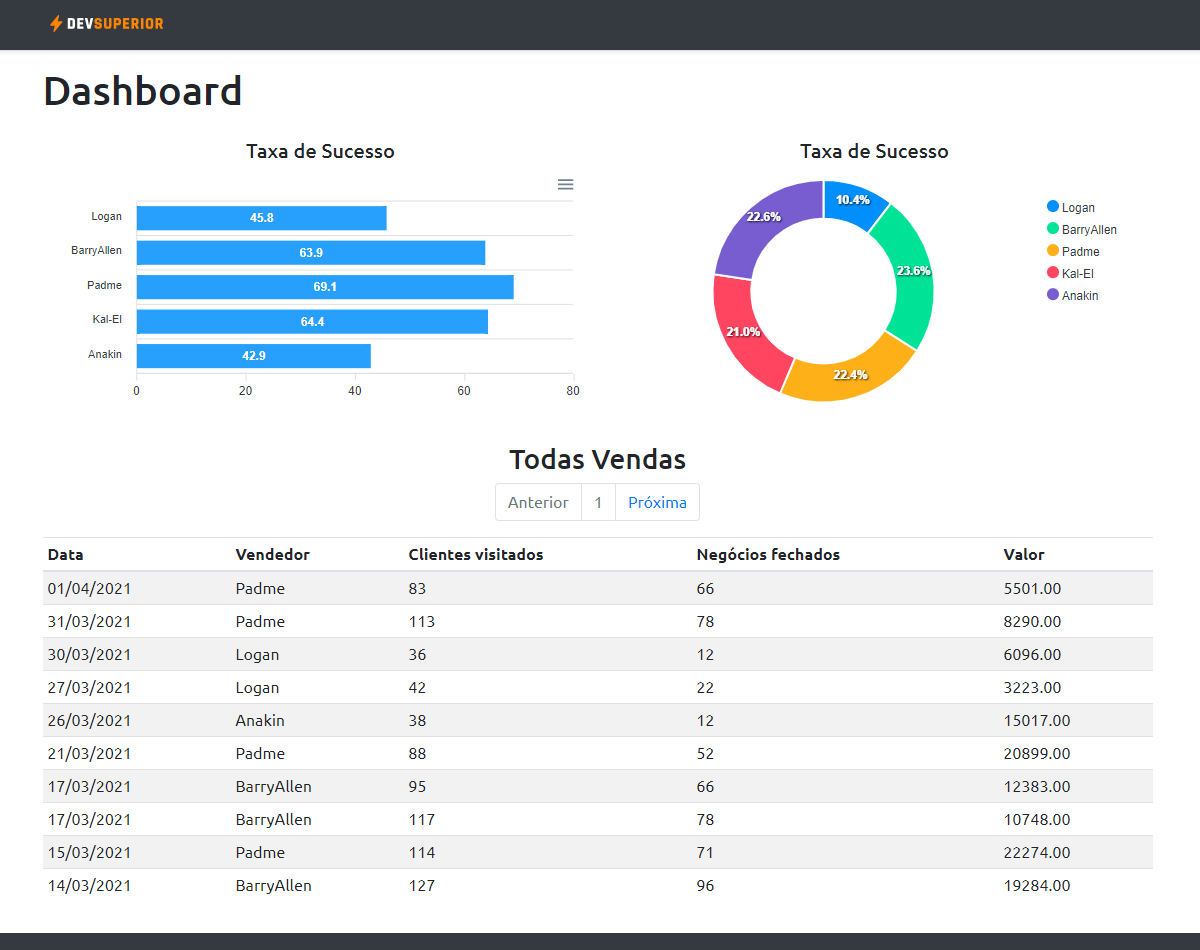 DEVSUPERIOR
Dashboard
Taxa de Sucesso
Logan 45.8
BarryAllen 63.9
Padme 69.1
Kal-El 64.4
Anakin 42.9
0 20 40 60 80
Taxa de Sucesso
10.4%
23.6%
22.4%
21.0%
22.6%
Logan
BarryAllen
Padme
Kal-El
Anakin
Todas Vendas
Anterior 1 Próxima
Data Vendedor Clientes visitados Negócios fechados Valor
01/04/2021 Padme 83 66 5501.00
31/03/2021 Padme 113 78 8290.00
30/03/2021 Logan 36 12 6096.00
27/03/2021 Logan 42 22 3223.00
26/03/2021 Anakin 38 12 15017.00
21/03/2021 Padme 88 52 20899.00
17/03/2021 BarryAllen 95 66 12383.00
17/03/2021 BarryAllen 117 78 10748.00
15/03/2021 Padme 114 71 22274.00
14/03/2021 BarryAllen 127 96 19284.00